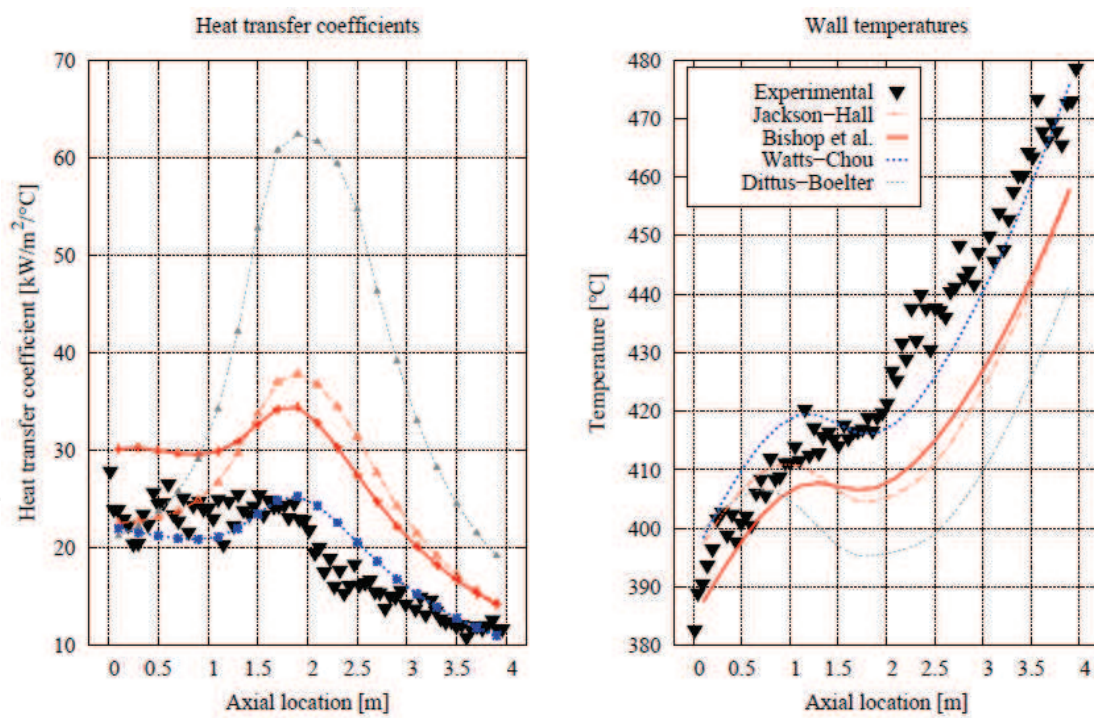 Heat transfer coefficients
Heat transfer coefficient [kW/m²/°C]
70
60
50
40
30
20
10
0 0.5 1 1.5 2 2.5 3 3.5 4
Axial location [m]
Wall temperatures
Temperature [°C]
480
470
460
450
440
430
420
410
400
390
380
Experimental
Jackson−Hall
Bishop et al.
Watts−Chou
Dittus−Boelter
0 0.5 1 1.5 2 2.5 3 3.5 4
Axial location [m]